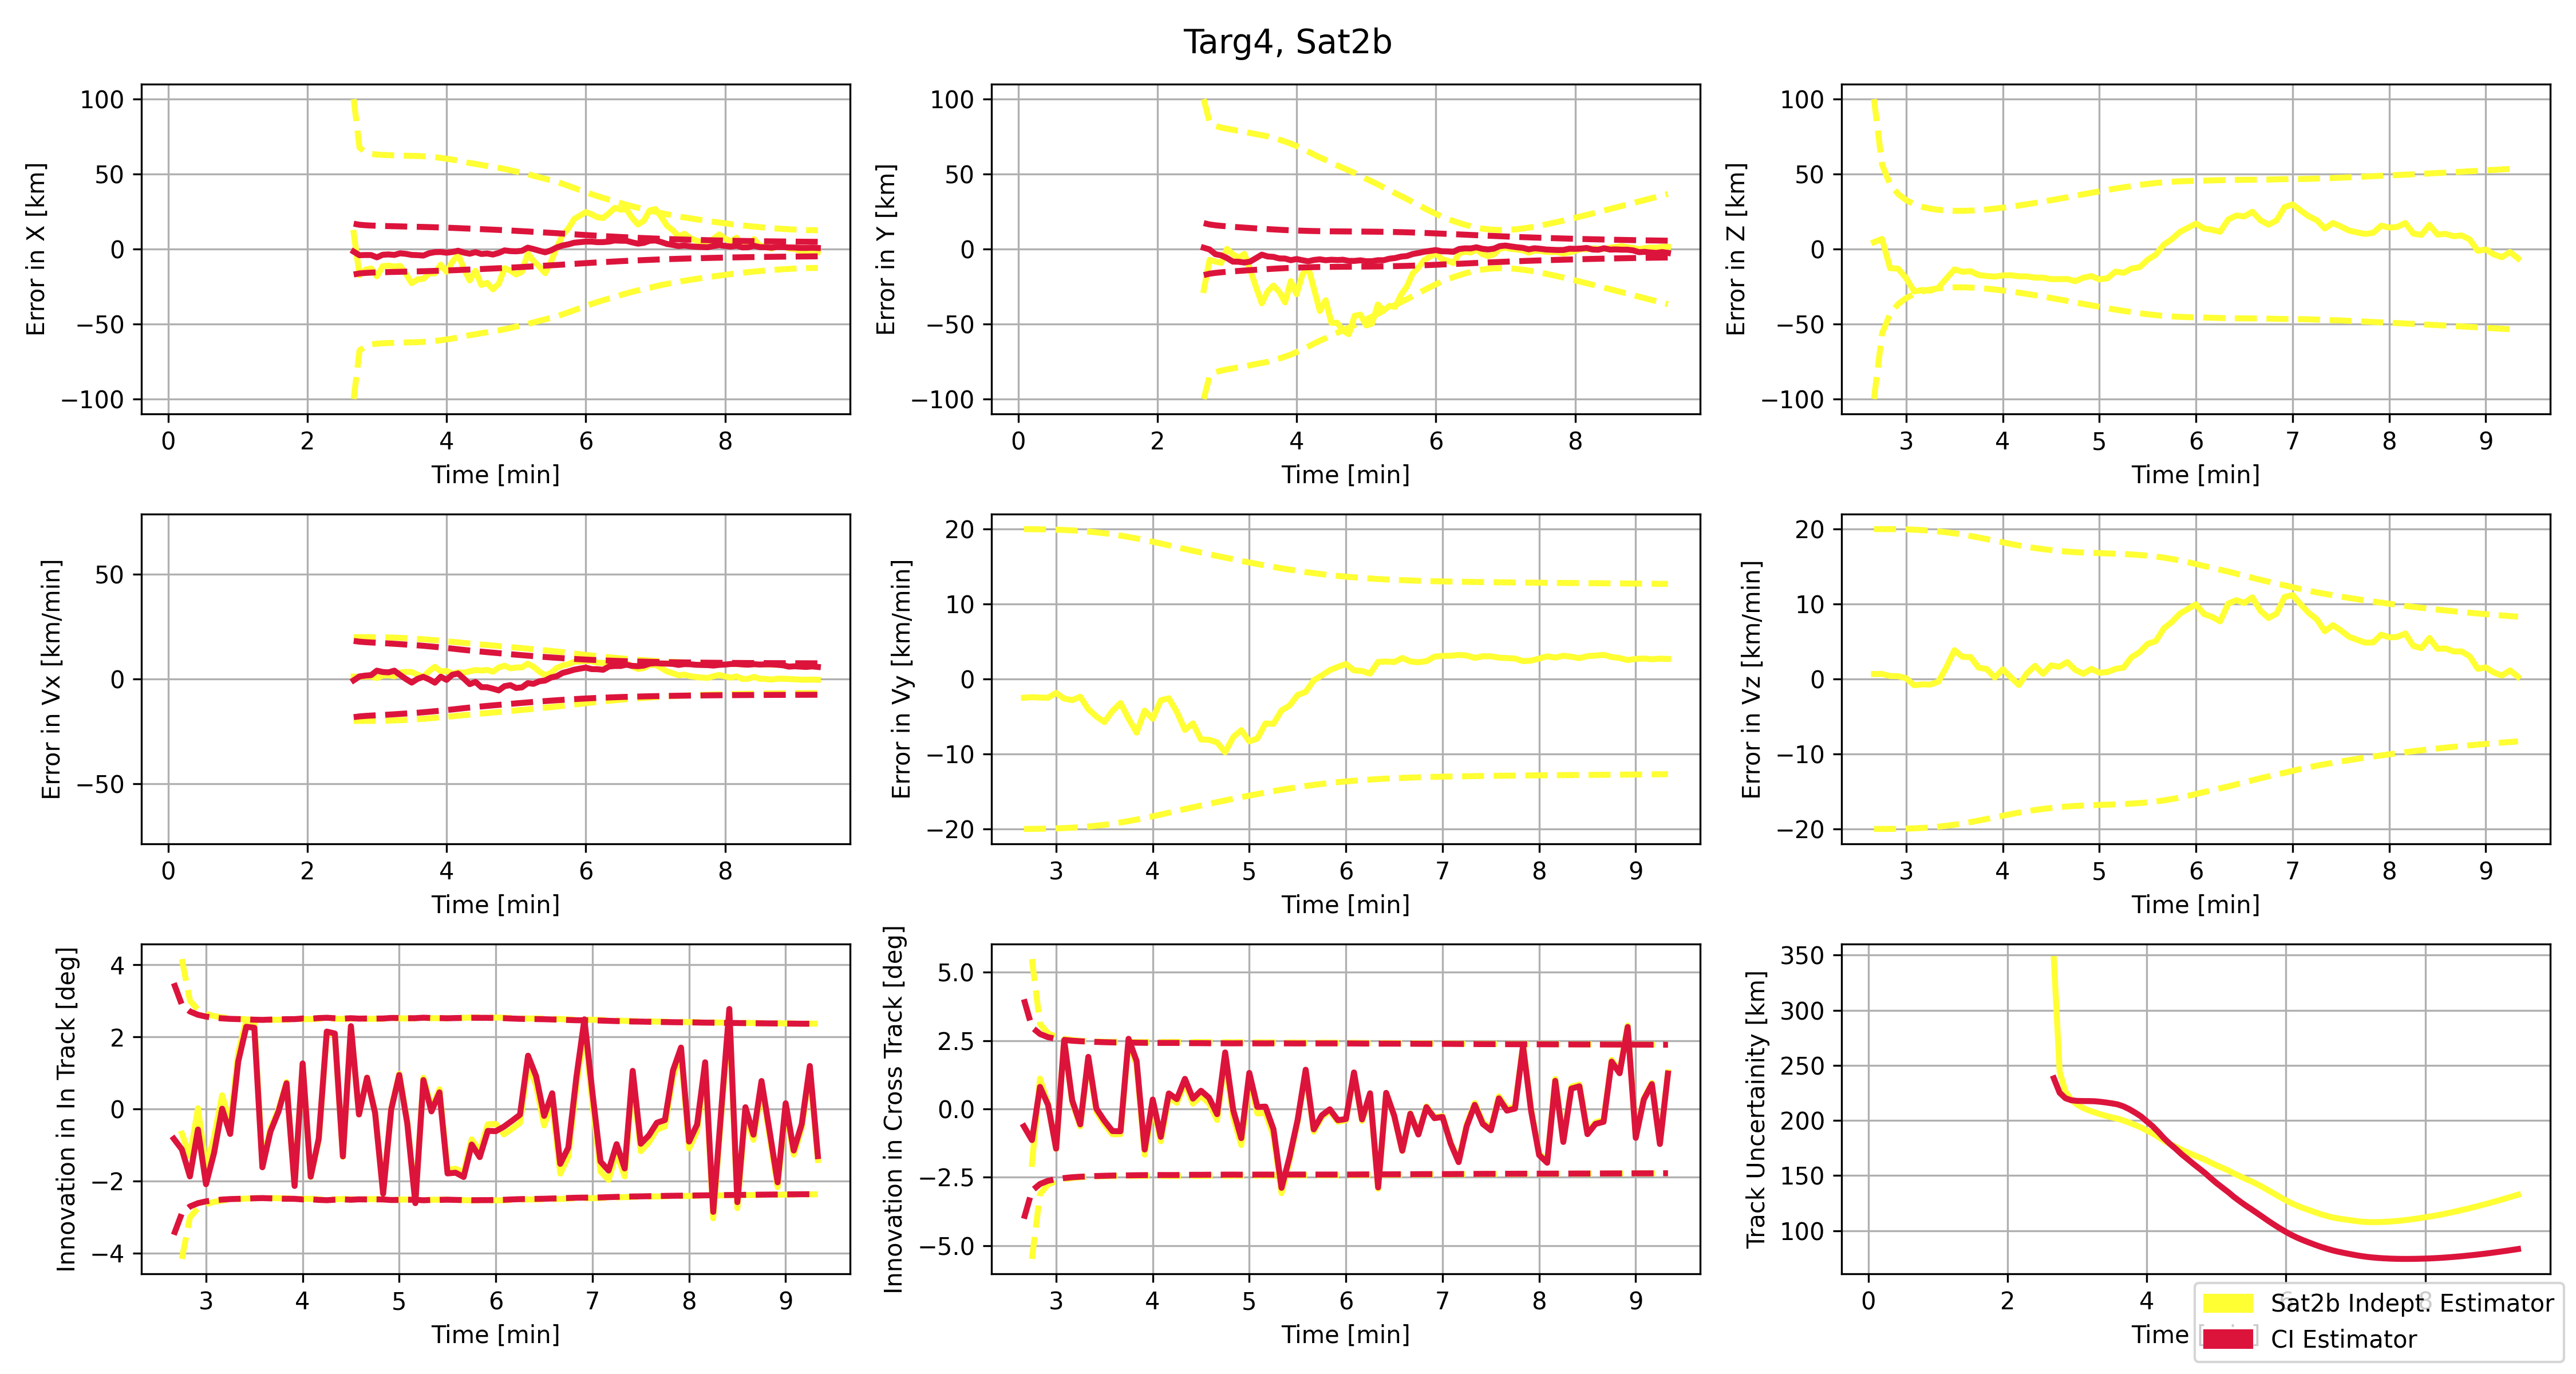 Targ4, Sat2b
Error in X [km]
100
50
0
−50
−100
0 2 4 6 8
Time [min]
Error in Y [km]
100
50
0
−50
−100
0 2 4 6 8
Time [min]
Error in Z [km]
100
50
0
−50
−100
3 4 5 6 7 8 9
Time [min]
Error in Vx [km/min]
50
0
−50
0 2 4 6 8
Time [min]
Error in Vy [km/min]
20
10
0
−10
−20
3 4 5 6 7 8 9
Time [min]
Error in Vz [km/min]
20
10
0
−10
−20
3 4 5 6 7 8 9
Time [min]
Innovation in In Track [deg]
4
2
0
−2
−4
3 4 5 6 7 8 9
Time [min]
Innovation in Cross Track [deg]
5.0
2.5
0.0
−2.5
−5.0
3 4 5 6 7 8 9
Time [min]
Track Uncertainity [km]
350
300
250
200
150
100
0 2 4
Time
Sat2b Indept. Estimator
CI Estimator